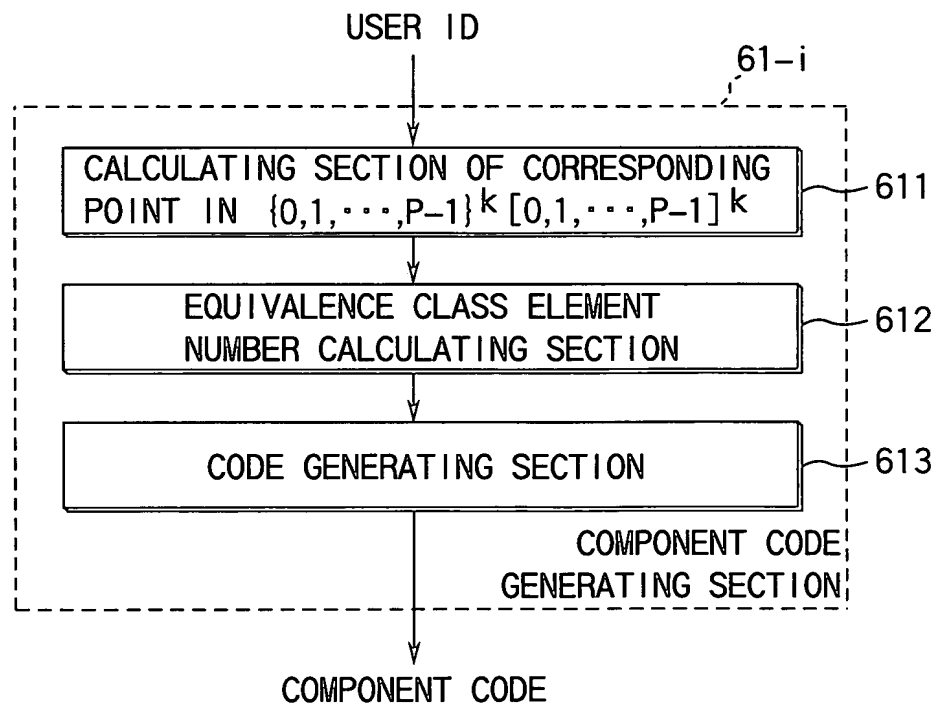 USER ID
61-i
CALCULATING SECTION OF CORRESPONDING
POINT IN {0,1,···,P-1}^k [0,1,···,P-1]^k
611
EQUIVALENCE CLASS ELEMENT
NUMBER CALCULATING SECTION
612
CODE GENERATING SECTION
613
COMPONENT CODE
GENERATING SECTION
COMPONENT CODE